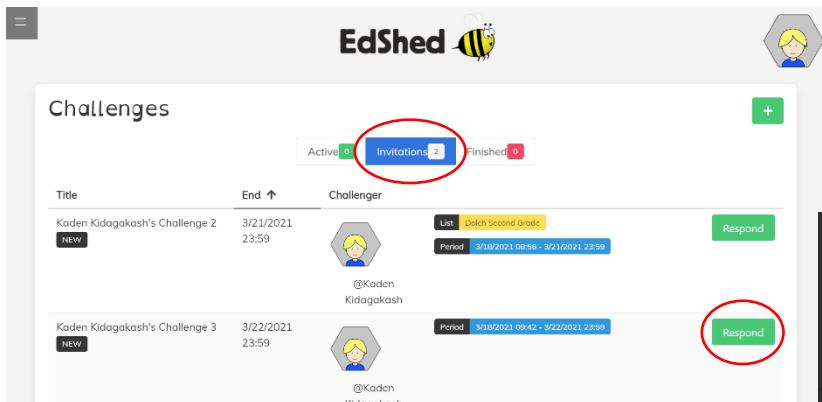 EdShed
Challenges
+
Active 0 Invitations 2 Finished 0
Title End ↑ Challenger
Kaden Kidagakash's Challenge 2 3/21/2021 List Dolch Second Grade Respond
NEW 23:59 Period 3/18/2021 08:56 - 3/21/2021 23:59
@Kaden
Kidagakash
Kaden Kidagakash's Challenge 3 3/22/2021 Period 3/18/2021 09:42 - 3/22/2021 23:59 Respond
NEW 23:59
@Kaden